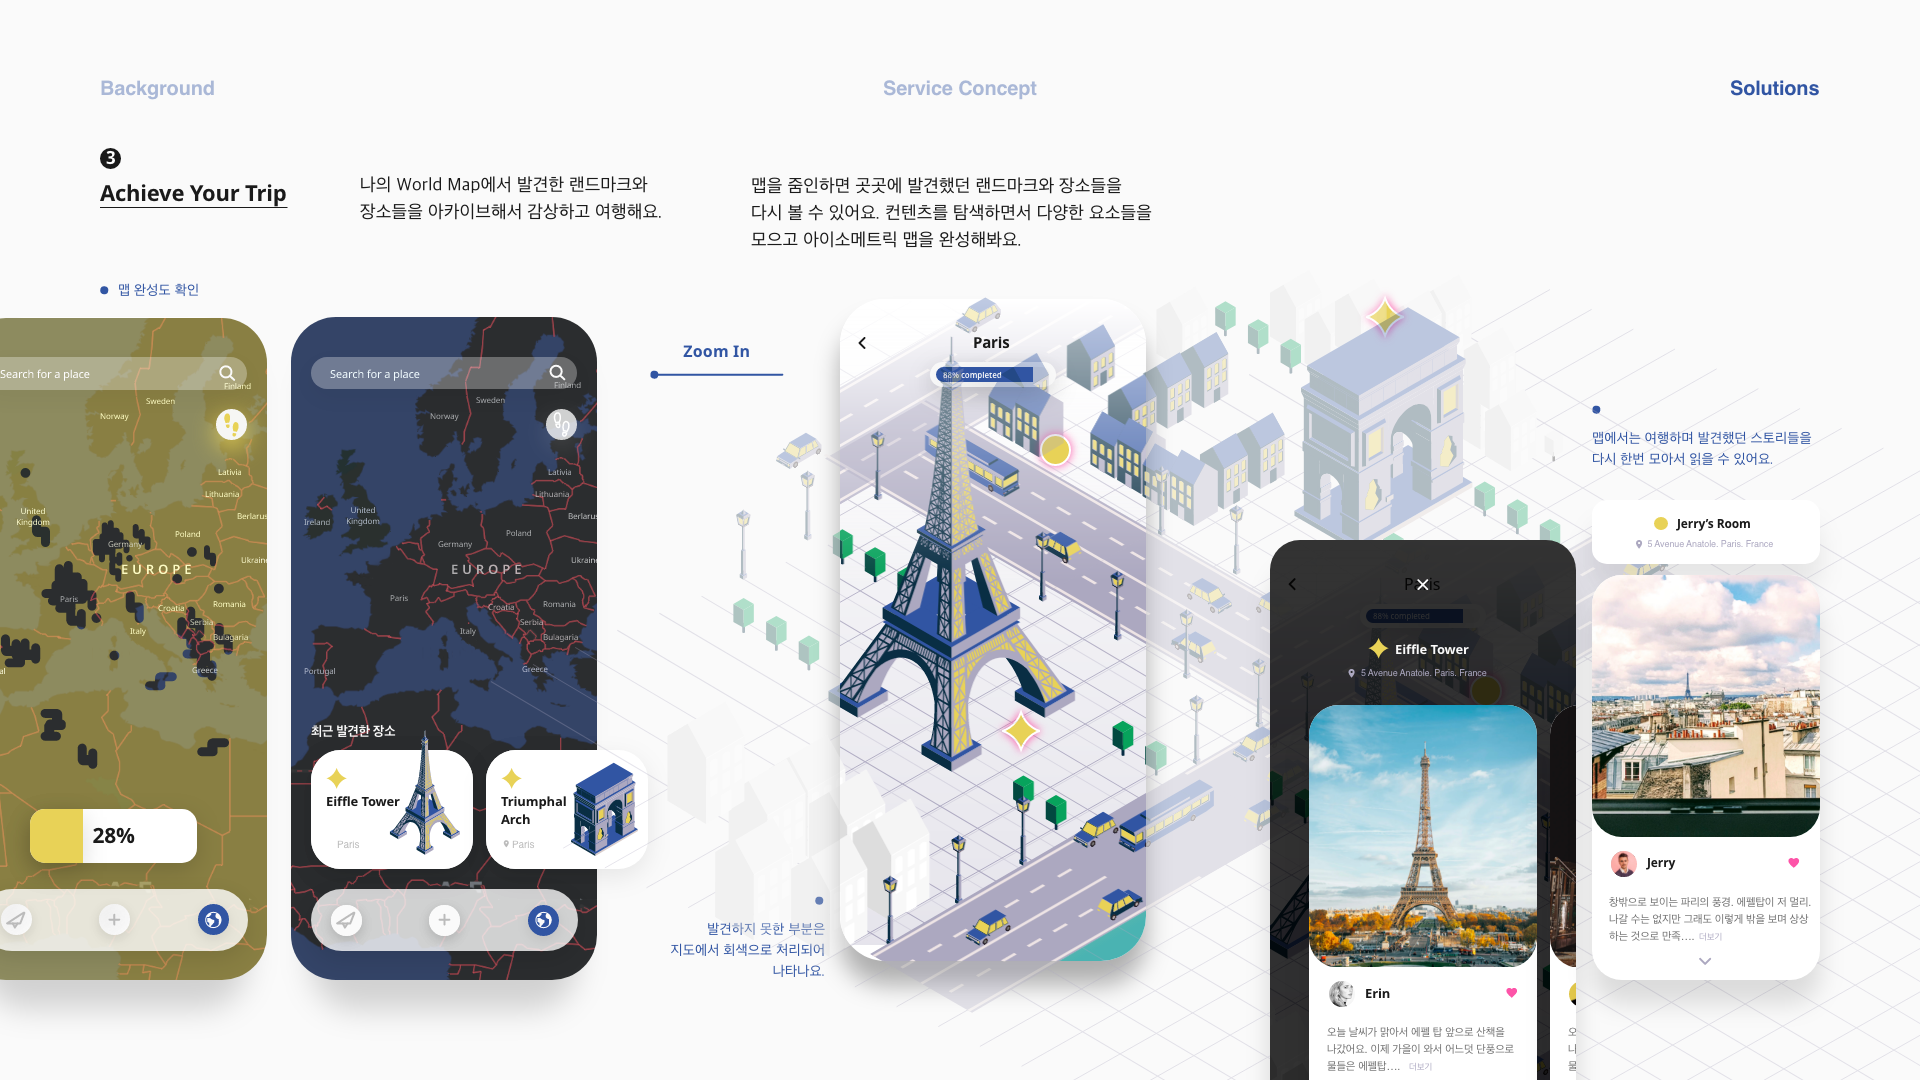 Background
Service Concept
Solutions
3
Achieve Your Trip
나의 World Map에서 발견한 랜드마크와
장소들을 아카이브해서 감상하고 여행해요.
맵을 줌인하면 곳곳에 발견했던 랜드마크와 장소들을
다시 볼 수 있어요. 컨텐츠를 탐색하면서 다양한 요소들을
모으고 아이소메트릭 맵을 완성해봐요.
맵 완성도 확인
Search for a place
Finland
Sweden
Norway
Lativia
Lithuania
United
Kingdom
Berlarus
Poland
Germany
Ukraine
EUROPE
Paris
Croatia
Romania
Serbia
Italy
Bulagaria
Greece
al
28%
Search for a place
Finland
Sweden
Norway
Lativia
Lithuania
Ireland
United
Kingdom
Berlarus
Poland
Germany
Ukraine
EUROPE
Paris
Croatia
Romania
Serbia
Italy
Bulagaria
Portugal
Greece
최근 발견한 장소
Eiffle Tower
Paris
Triumphal
Arch
Paris
Zoom In
Paris
88% completed
발견하지 못한 부분은
지도에서 회색으로 처리되어
나타나요.
Paris
88% completed
Eiffle Tower
5 Avenue Anatole. Paris. France
Erin
오늘 날씨가 맑아서 에펠 탑 앞으로 산책을
나갔어요. 이제 가을이 와서 어느덧 단풍으로
물들은 에펠탑.... 더보기
오
나
물
맵에서는 여행하며 발견했던 스토리들을
다시 한번 모아서 읽을 수 있어요.
Jerry's Room
5 Avenue Anatole. Paris. France
Jerry
창밖으로 보이는 파리의 풍경. 에펠탑이 저 멀리.
나갈 수는 없지만 그래도 이렇게 밖을 보며 상상
하는 것으로 만족.... 더보기